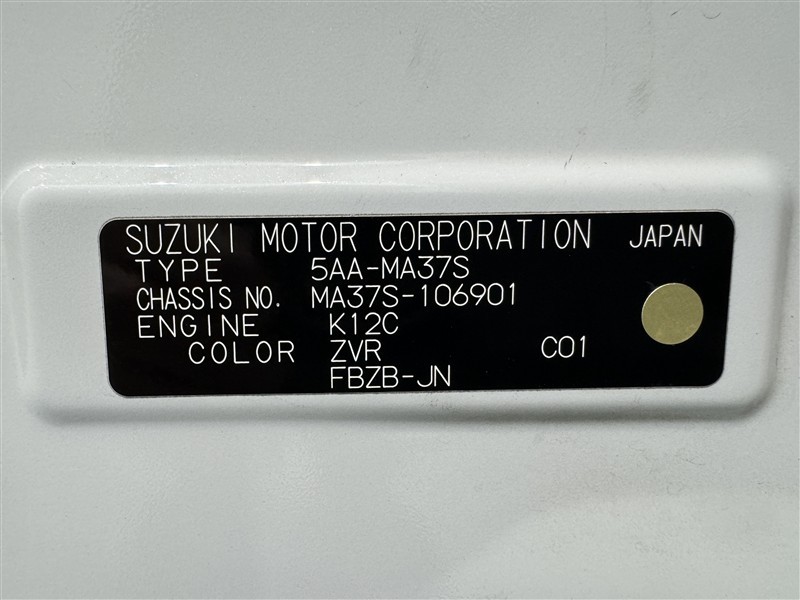 SUZUKI MOTOR CORPORATION JAPAN
TYPE 5AA-MA37S
CHASSIS NO. MA37S-106901
ENGINE K12C
COLOR ZVR C01
FBZB-JN